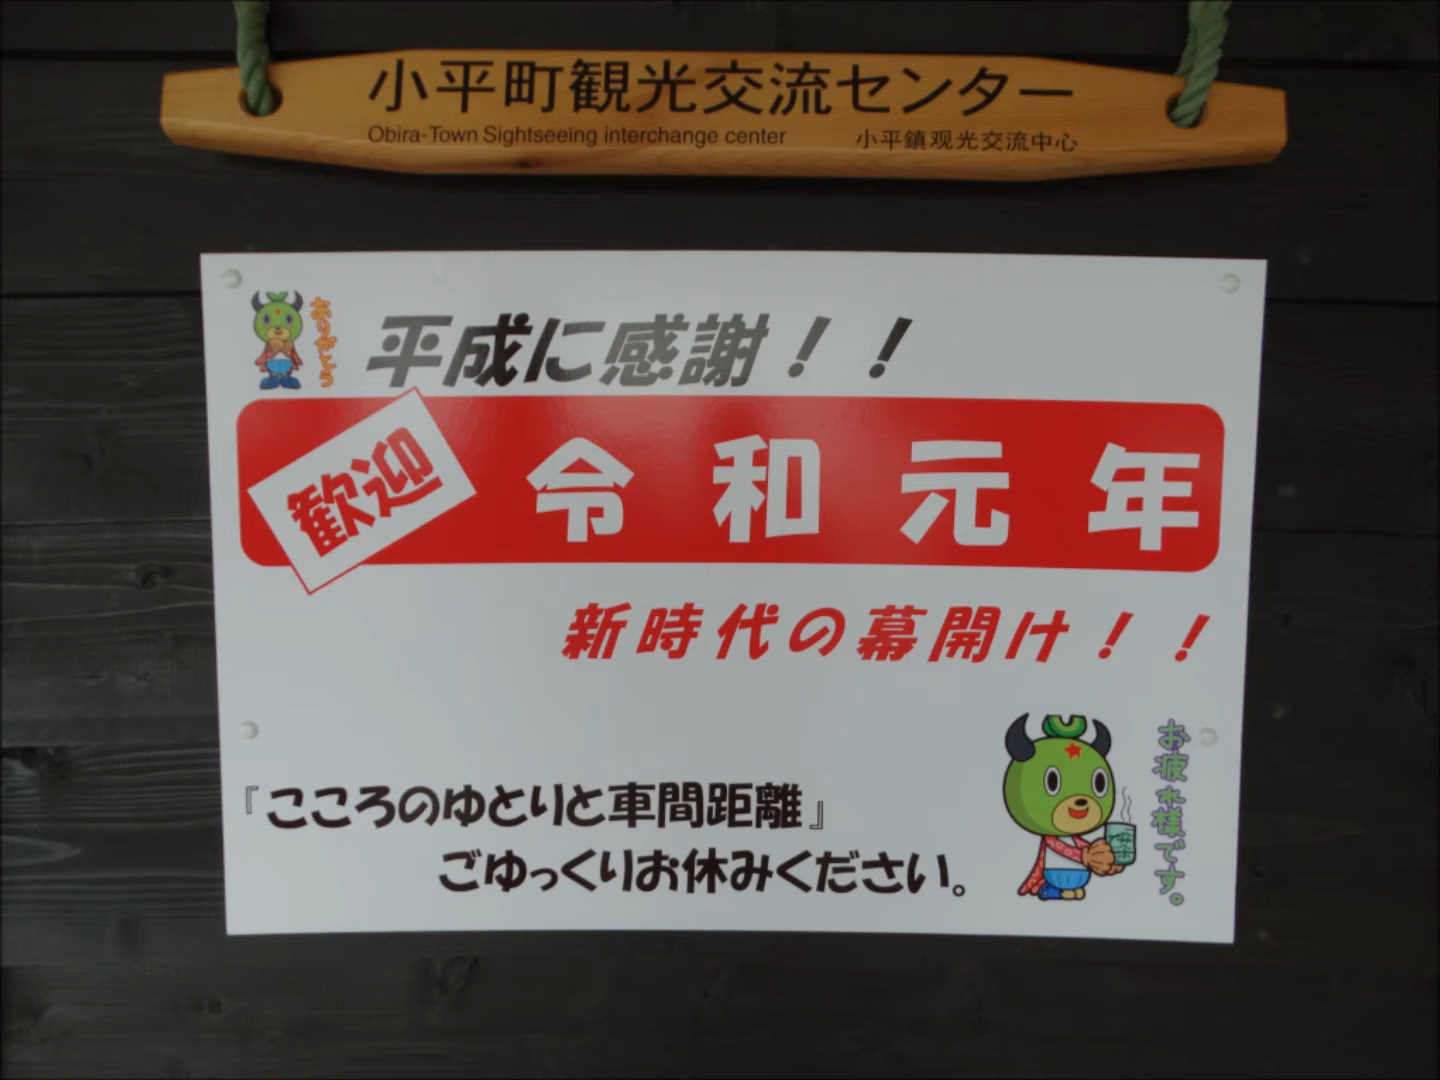 小平町観光交流センター
Obira-Town Sightseeing interchange center
小平鎮观光交流中心
ありがとう
平成に感謝！！
歓迎
令和元年
新時代の幕開け！！
『こころのゆとりと車間距離』
ごゆっくりお休みください。
お疲れ様です。